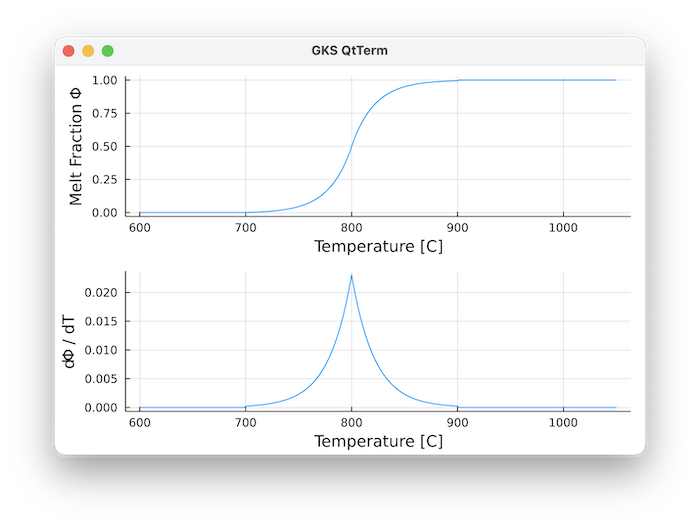 GKS QtTerm
1.00
0.75
0.50
0.25
0.00
Melt Fraction Φ
600 700 800 900 1000
Temperature [C]
0.020
0.015
0.010
0.005
0.000
dΦ / dT
600 700 800 900 1000
Temperature [C]